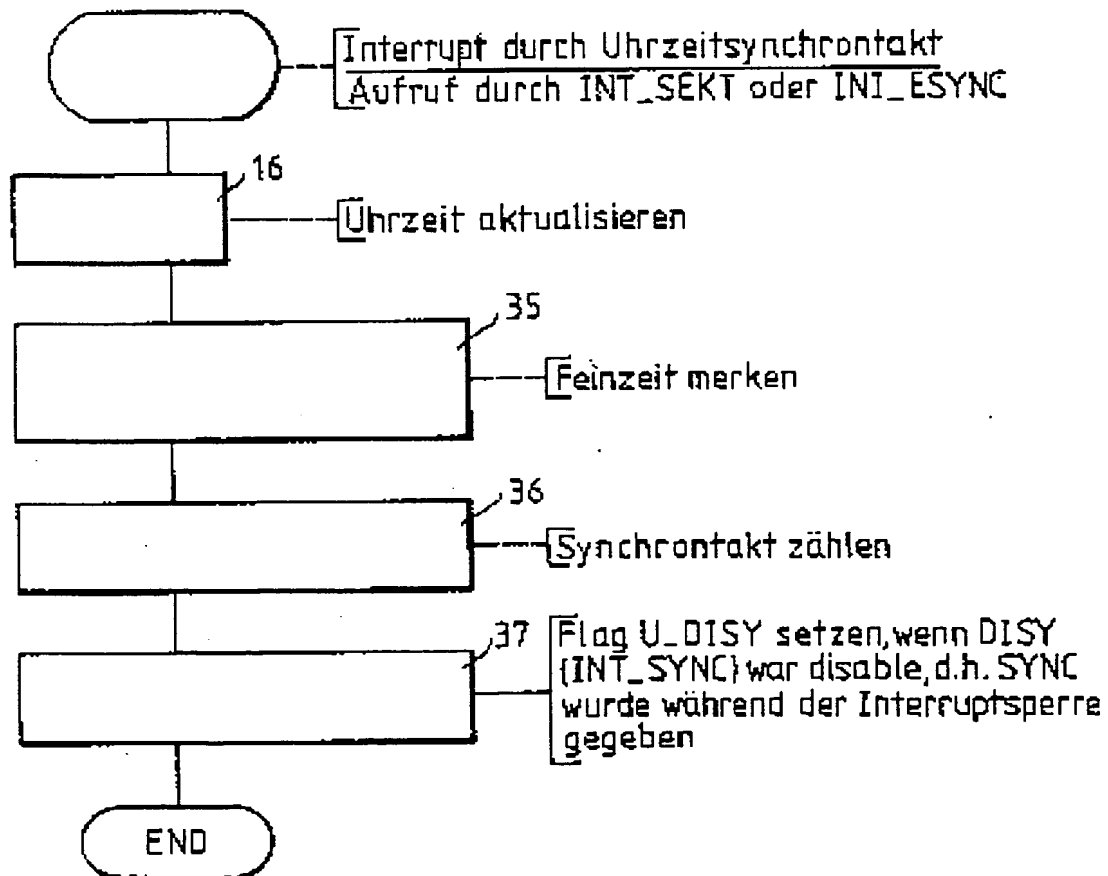 Interrupt durch Uhrzeitsynchrontakt
Aufruf durch INT_SEKT oder INI_ESYNC
16
Uhrzeit aktualisieren
35
Feinzeit merken
36
Synchrontakt zählen
37
Flag U_DISY setzen, wenn DISY
(INT_SYNC) war disable, d.h. SYNC
wurde während der Interruptsperre
gegeben
END